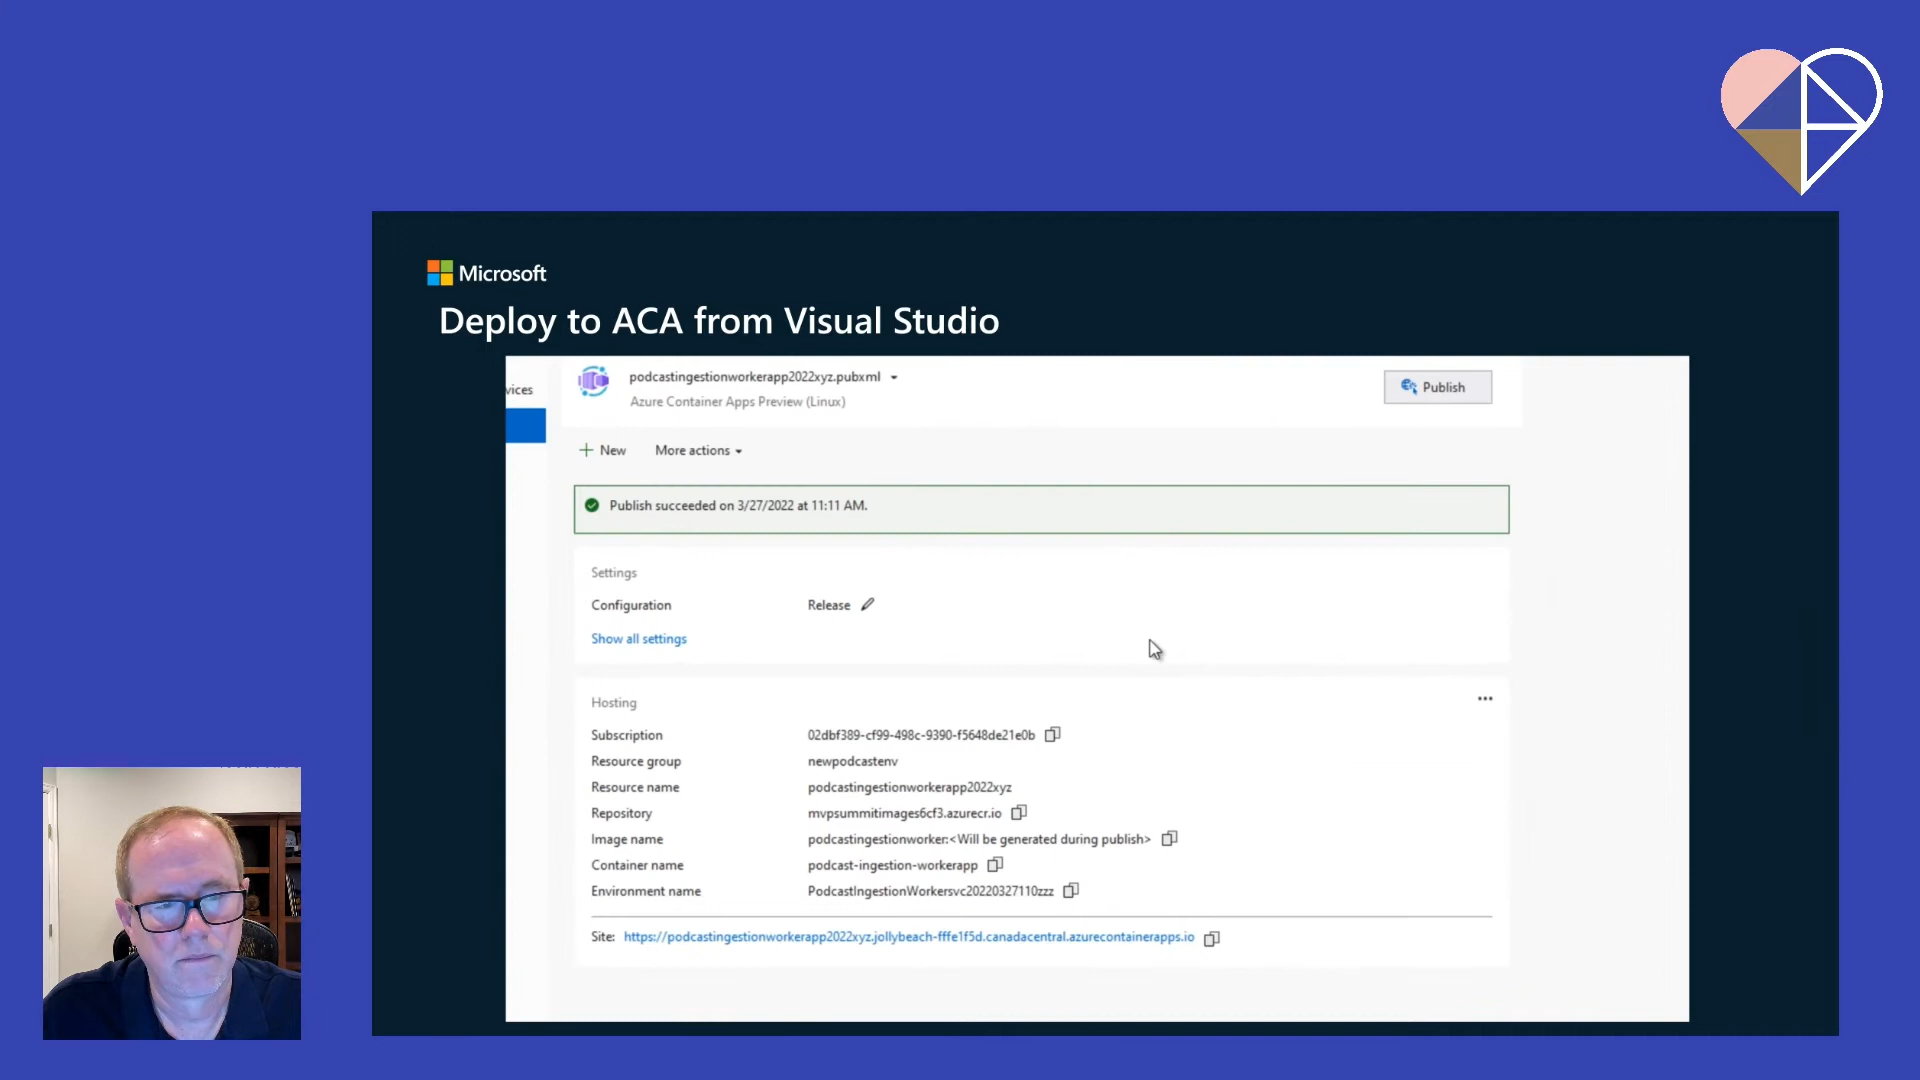 Microsoft
Deploy to ACA from Visual Studio
vices
podcastingestionworkerapp2022xyz.pubxml
Azure Container Apps Preview (Linux)
Publish
New
More actions
Publish succeeded on 3/27/2022 at 11:11 AM.
Settings
Configuration Release
Show all settings
Hosting
Subscription 02dbf389-cf99-498c-9390-f5648de21e0b
Resource group newpodcastenv
Resource name podcastingestionworkerapp2022xyz
Repository mvpsummitimages6cf3.azurecr.io
Image name podcastingestionworker:<Will be generated during publish>
Container name podcast-ingestion-workerapp
Environment name PodcastIngestionWorkersvc20220327110zzz
Site: https://podcastingestionworkerapp2022xyz.jollybeach-fffe1f5d.canadacentral.azurecontainerapps.io